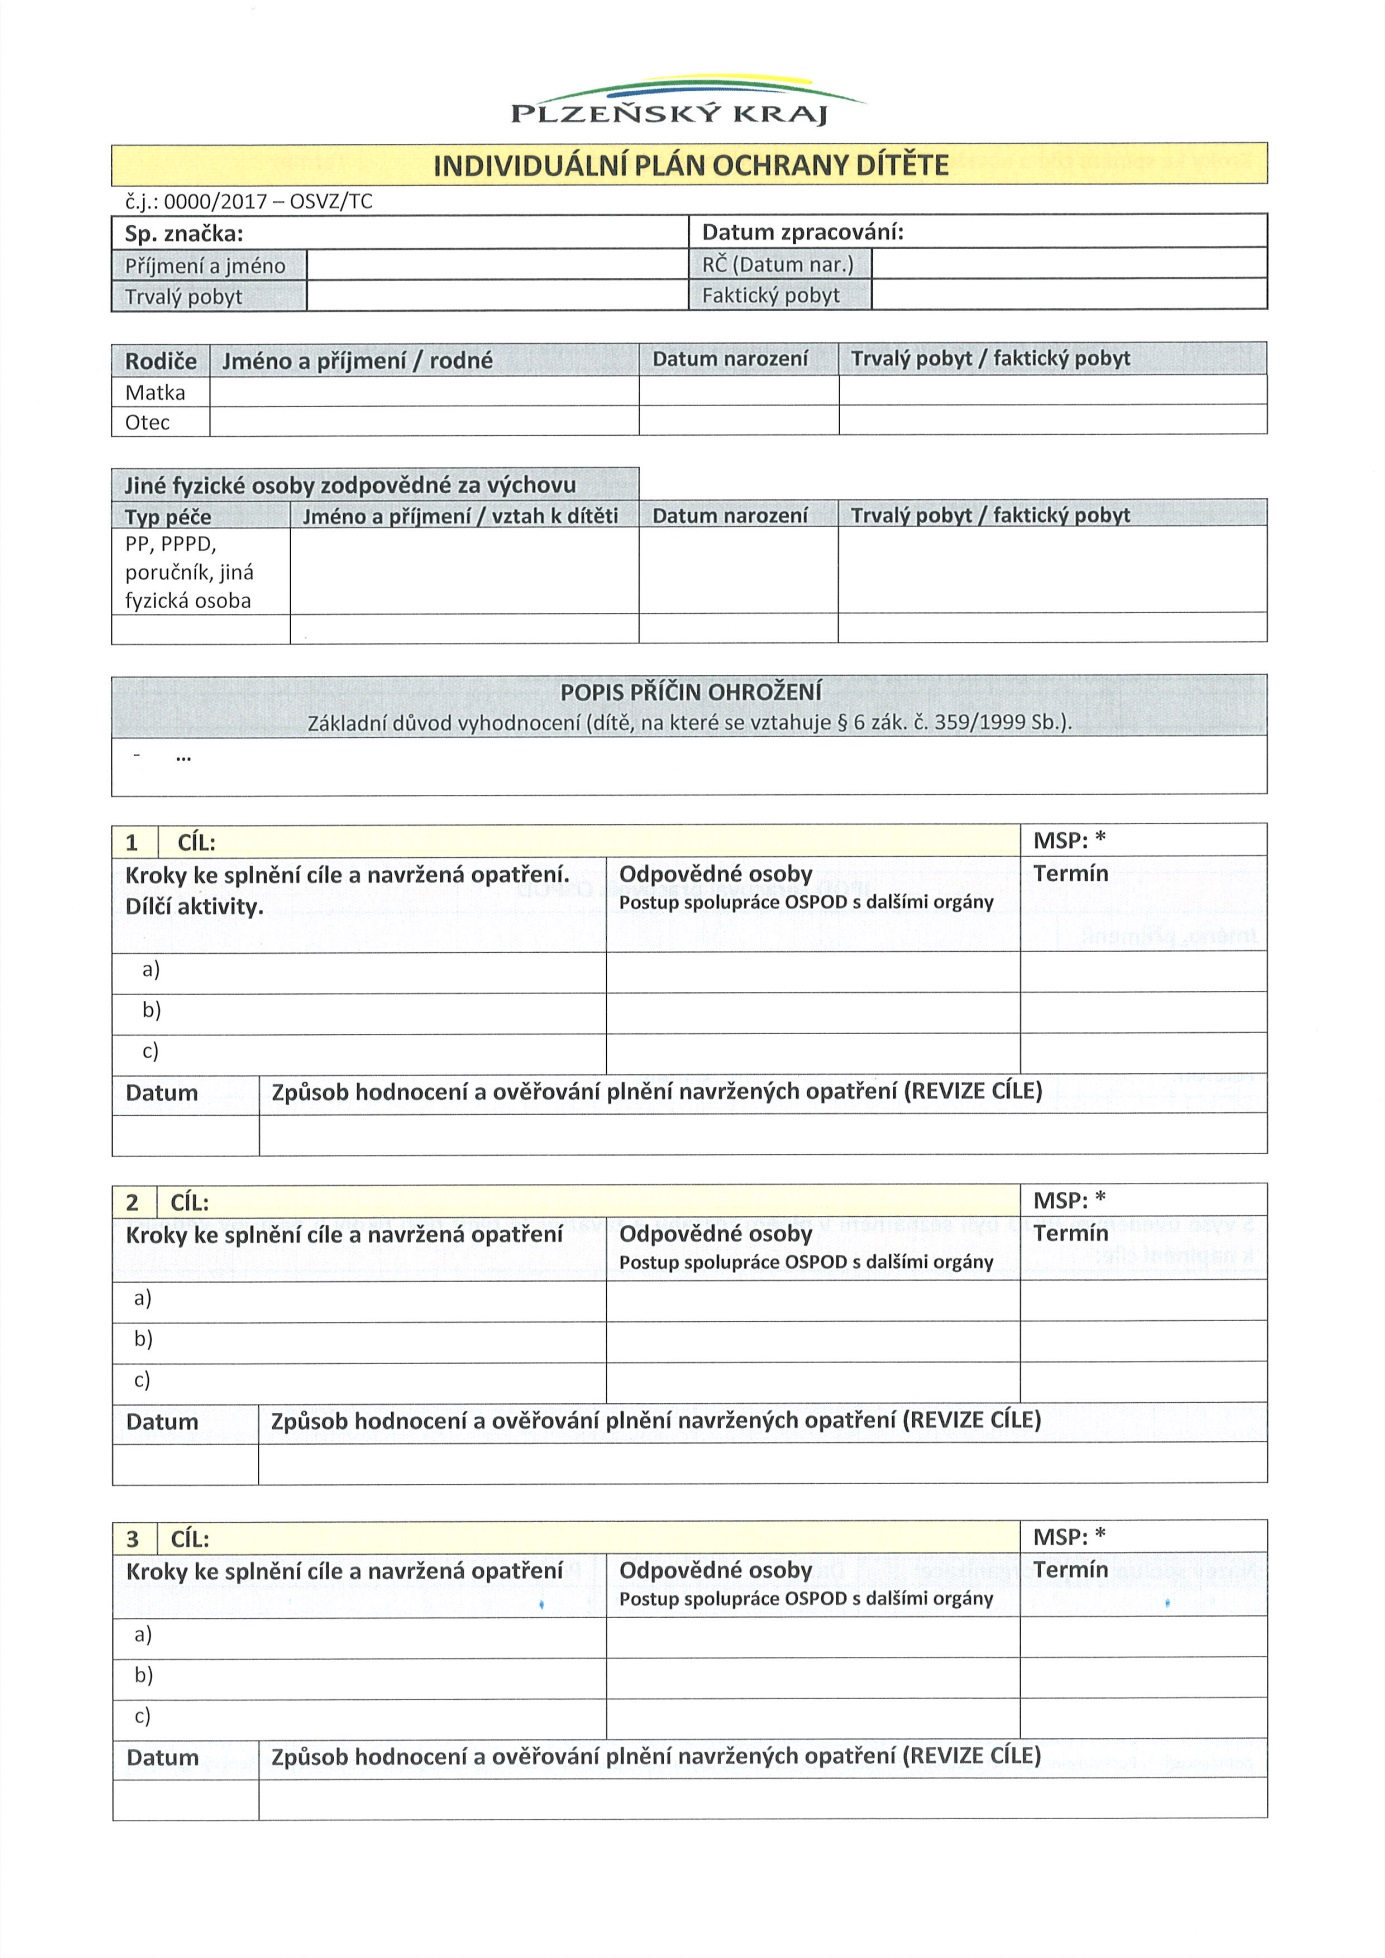 PLZEŇSKÝ KRAJ
INDIVIDUÁLNÍ PLÁN OCHRANY DÍTĚTE
č.j.: 0000/2017 – OSVZ/TC
Sp. značka: Datum zpracování:
Příjmení a jméno RČ (Datum nar.)
Trvalý pobyt Faktický pobyt
Rodiče Jméno a příjmení / rodné Datum narození Trvalý pobyt / faktický pobyt
Matka
Otec
Jiné fyzické osoby zodpovědné za výchovu
Typ péče Jméno a příjmení / vztah k dítěti Datum narození Trvalý pobyt / faktický pobyt
PP, PPPD,
poručník, jiná
fyzická osoba
POPIS PŘÍČIN OHROŽENÍ
Základní důvod vyhodnocení (dítě, na které se vztahuje § 6 zák. č. 359/1999 Sb.).
- ...
1 CÍL: MSP: *
Kroky ke splnění cíle a navržená opatření. Odpovědné osoby Termín
Dílčí aktivity. Postup spolupráce OSPOD s dalšími orgány
a)
b)
c)
Datum Způsob hodnocení a ověřování plnění navržených opatření (REVIZE CÍLE)
2 CÍL: MSP: *
Kroky ke splnění cíle a navržená opatření Odpovědné osoby Termín
Postup spolupráce OSPOD s dalšími orgány
a)
b)
c)
Datum Způsob hodnocení a ověřování plnění navržených opatření (REVIZE CÍLE)
3 CÍL: MSP: *
Kroky ke splnění cíle a navržená opatření Odpovědné osoby Termín
Postup spolupráce OSPOD s dalšími orgány
a)
b)
c)
Datum Způsob hodnocení a ověřování plnění navržených opatření (REVIZE CÍLE)